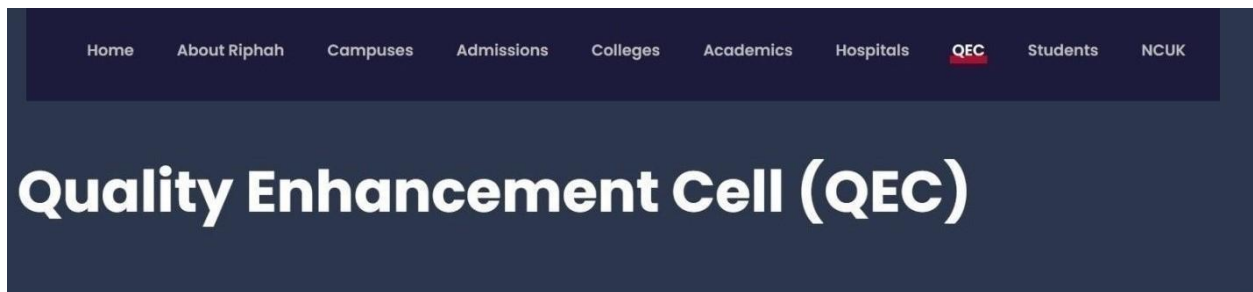 Home About Riphah Campuses Admissions Colleges Academics Hospitals QEC Students NCUK
Quality Enhancement Cell (QEC)